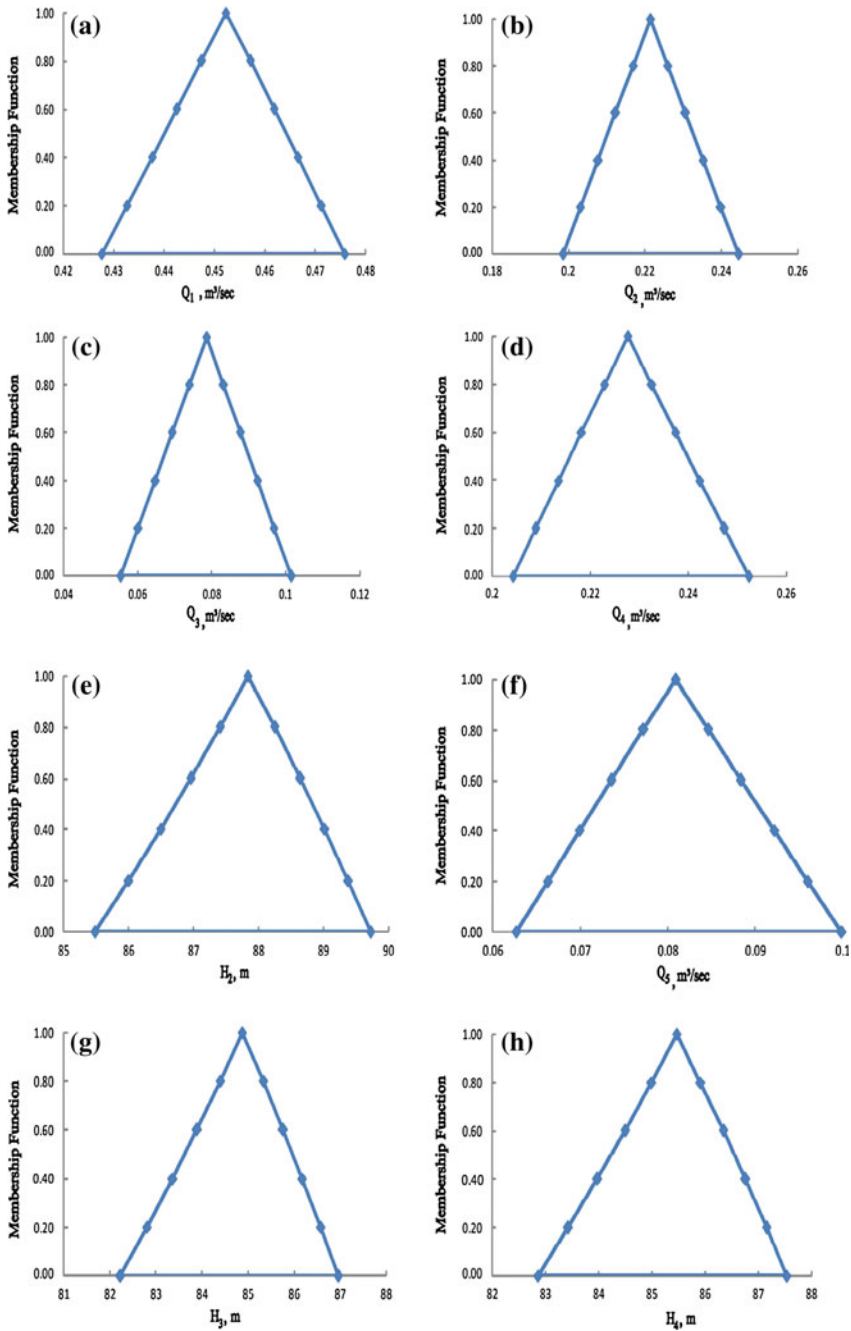 (a)
Membership Function
1.00
0.80
0.60
0.40
0.20
0.00
0.42 0.43 0.44 0.45 0.46 0.47 0.48
Q1 , m³/sec
(b)
Membership Function
1.00
0.80
0.60
0.40
0.20
0.00
0.18 0.2 0.22 0.24 0.26
Q2 , m³/sec
(c)
Membership Function
1.00
0.80
0.60
0.40
0.20
0.00
0.04 0.06 0.08 0.1 0.12
Q3 , m³/sec
(d)
Membership Function
1.00
0.80
0.60
0.40
0.20
0.00
0.2 0.22 0.24 0.26
Q4 , m³/sec
(e)
Membership Function
1.00
0.80
0.60
0.40
0.20
0.00
85 86 87 88 89 90
H2, m
(f)
Membership Function
1.00
0.80
0.60
0.40
0.20
0.00
0.06 0.07 0.08 0.09 0.1
Q5 , m³/sec
(g)
Membership Function
1.00
0.80
0.60
0.40
0.20
0.00
81 82 83 84 85 86 87 88
H3, m
(h)
Membership Function
1.00
0.80
0.60
0.40
0.20
0.00
82 83 84 85 86 87 88
H4, m